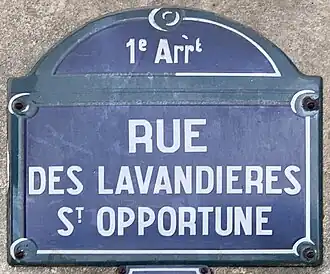 1e Arrt
RUE
DES LAVANDIERES
ST OPPORTUNE